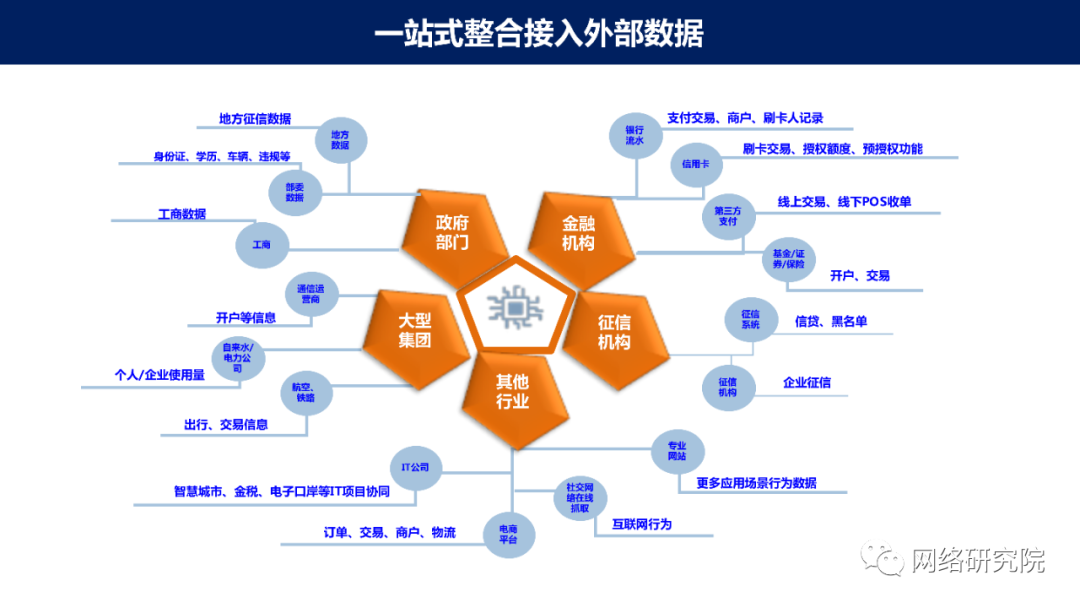 一站式整合接入外部数据
地方征信数据
地方
数据
身份证、学历、车辆、违规等
部委
数据
工商数据
工商
政府
部门
银行
流水
支付交易、商户、刷卡人记录
信用卡
刷卡交易、授权额度、预授权功能
第三方
支付
线上交易、线下POS收单
基金/证
券/保险
开户、交易
金融
机构
通信运
营商
开户等信息
自来水/
电力公
司
个人/企业使用量
航空、
铁路
出行、交易信息
大型
集团
征信
机构
征信
系统
信贷、黑名单
征信
机构
企业征信
其他
行业
IT公司
智慧城市、金税、电子口岸等IT项目协同
电商
平台
订单、交易、商户、物流
社交网
络在线
抓取
互联网行为
专业
网站
更多应用场景行为数据
网络研究院